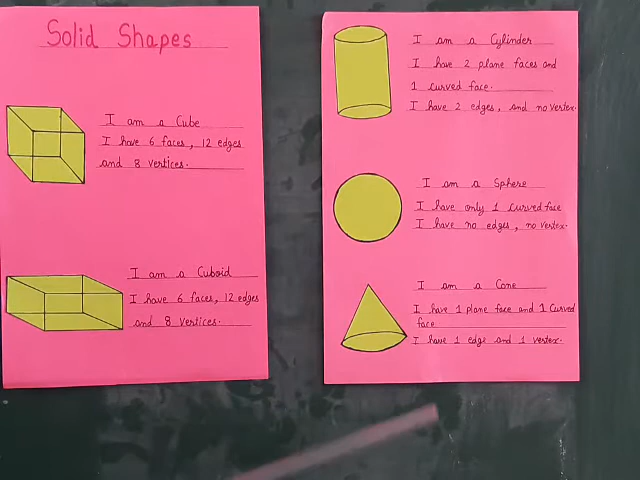 Solid Shapes
I am a Cube
I have 6 faces, 12 edges
and 8 vertices.
I am a Cuboid
I have 6 faces, 12 edges
and 8 vertices.
I am a Cylinder
I have 2 plane faces and
1 curved face.
I have 2 edges, and no vertex.
I am a Sphere
I have only 1 curved face
I have no edges, no vertex.
I am a Cone
I have 1 plane face and 1 Curved
face
I have 1 edge and 1 vertex.